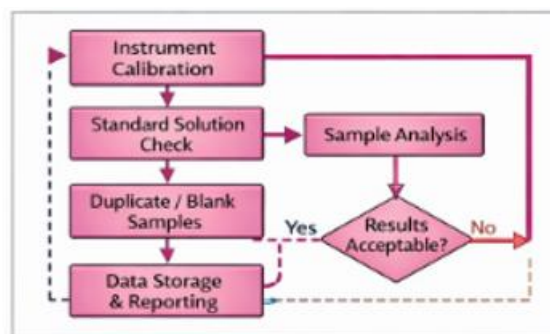 Instrument
Calibration
Standard Solution
Check
Sample Analysis
Duplicate / Blank
Samples
Yes
Results
Acceptable?
No
Data Storage
& Reporting